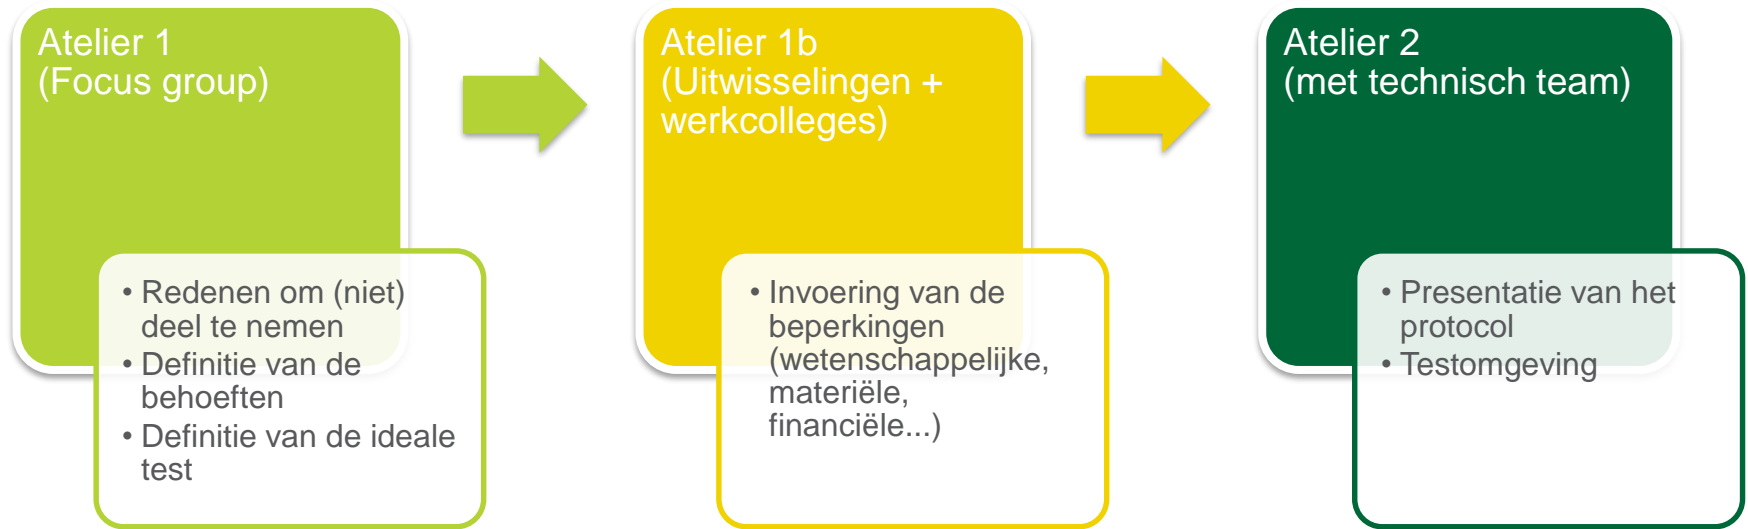 Atelier 1
(Focus group)
• Redenen om (niet)
deel te nemen
• Definitie van de
behoeften
• Definitie van de ideale
test
Atelier 1b
(Uitwisselingen +
werkcolleges)
• Invoering van de
beperkingen
(wetenschappelijke,
materiële,
financiële...)
Atelier 2
(met technisch team)
• Presentatie van het
protocol
• Testomgeving